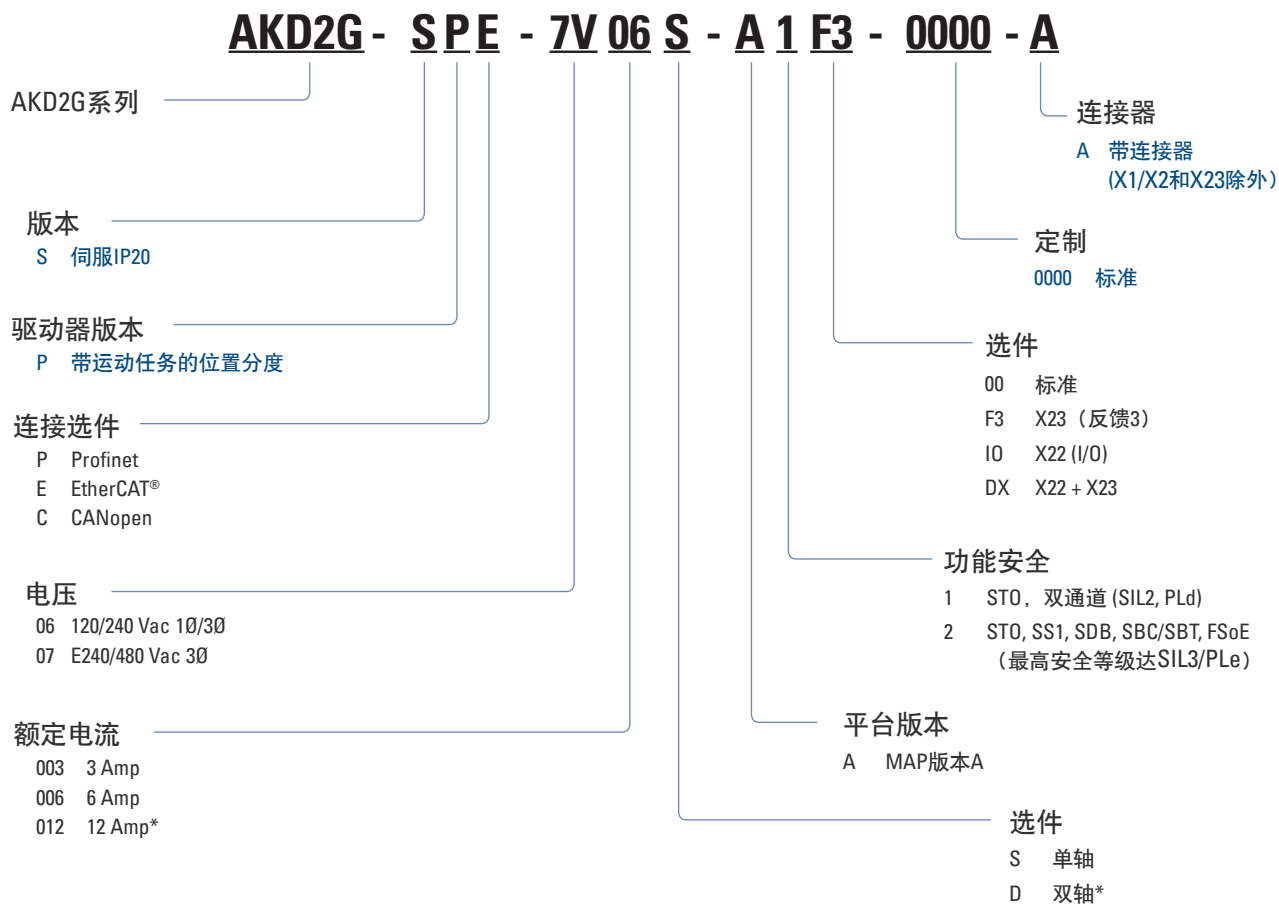 AKD2G - S P E - 7V 06 S - A 1 F3 - 0000 - A
AKD2G系列
版本
S 伺服IP20
驱动器版本
P 带运动任务的位置分度
连接选件
P Profinet
E EtherCAT®
C CANopen
电压
06 120/240 Vac 1Ø/3Ø
07 E240/480 Vac 3Ø
额定电流
003 3 Amp
006 6 Amp
012 12 Amp*
连接器
A 带连接器
(X1/X2和X23除外）
定制
0000 标准
选件
00 标准
F3 X23（反馈3）
IO X22 (I/O)
DX X22 + X23
功能安全
1 STO，双通道 (SIL2, PLd)
2 STO, SS1, SDB, SBC/SBT, FSoE
（最高安全等级达SIL3/PLe）
平台版本
A MAP版本A
选件
S 单轴
D 双轴*